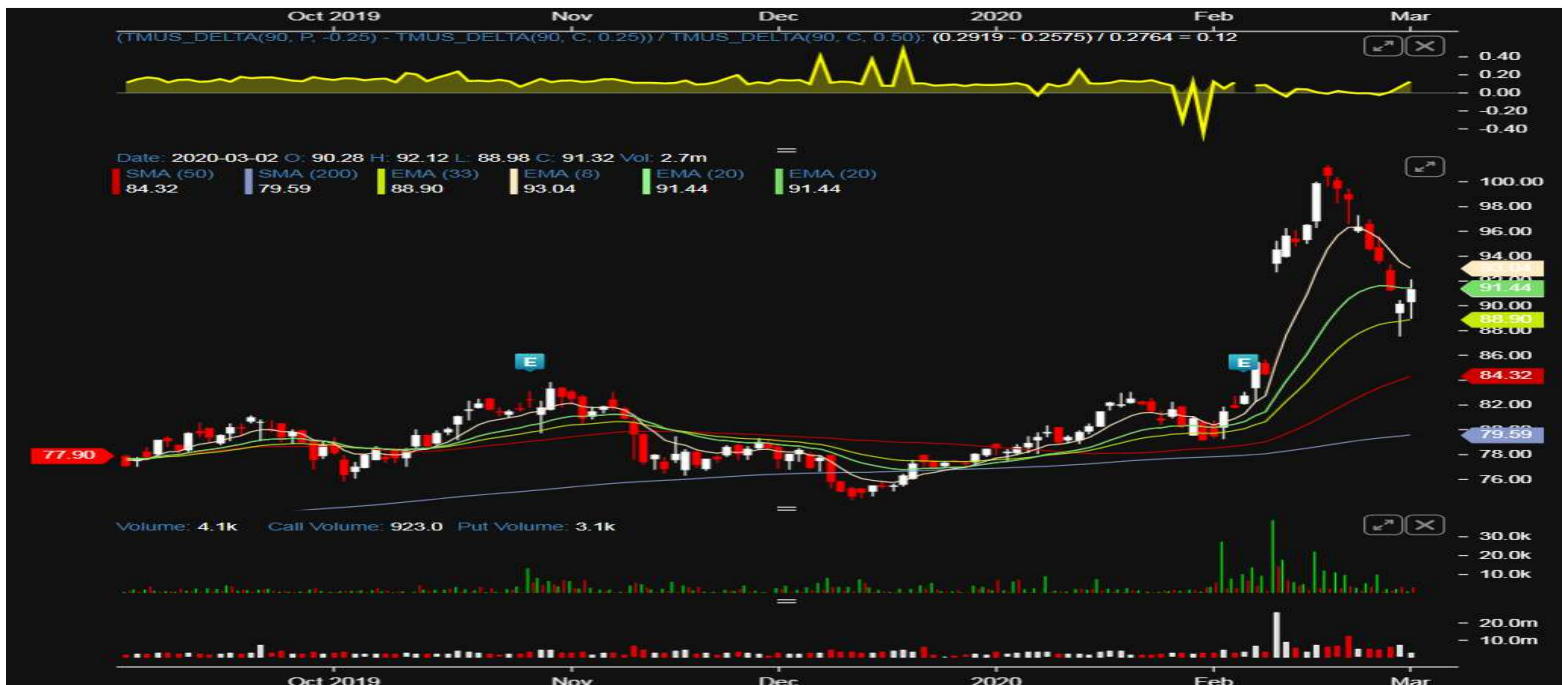 Oct 2019 Nov Dec 2020 Feb Mar
(TMUS_DELTA(90, P, -0.25) - TMUS_DELTA(90, C, 0.25)) / TMUS_DELTA(90, C, 0.50): (0.2919 - 0.2575) / 0.2764 = 0.12
0.40
0.20
0.00
-0.20
-0.40
Date: 2020-03-02 O: 90.28 H: 92.12 L: 88.98 C: 91.32 Vol: 2.7m
SMA (50) SMA (200) EMA (33) EMA (8) EMA (20) EMA (20)
84.32 79.59 88.90 93.04 91.44 91.44
100.00
98.00
96.00
94.00
93.04
92.00
91.44
90.00
88.90
88.00
86.00
E E
84.32
82.00
79.59
77.90
78.00
76.00
Volume: 4.1k Call Volume: 923.0 Put Volume: 3.1k
30.0k
20.0k
10.0k
20.0m
10.0m
Oct 2019 Nov Dec 2020 Feb Mar